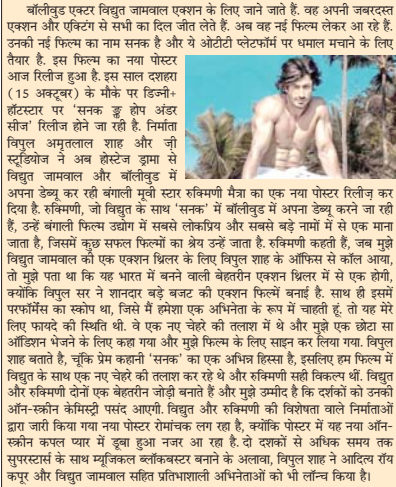 बॉलीवुड एक्टर विद्युत जामवाल एक्शन के लिए जाने जाते हैं. वह अपनी जबरदस्त
एक्शन और एक्टिंग से सभी का दिल जीत लेते हैं. अब वह नई फिल्म लेकर आ रहे हैं.
उनकी नई फिल्म का नाम सनक है और ये ओटीटी प्लेटफॉर्म पर धमाल मचाने के लिए
तैयार है. इस फिल्म का नया पोस्टर
आज रिलीज हुआ है. इस साल दशहरा
(15 अक्टूबर) के मौके पर डिज्नी+
हॉटस्टार पर ‘सनक ङ्क होप अंडर
सीज’ रिलीज होने जा रही है. निर्माता
विपुल अमृतलाल शाह और ज़ी
स्टूडियोज ने अब होस्टेज ड्रामा से
विद्युत जामवाल और बॉलीवुड में
अपना डेब्यू कर रही बंगाली मूवी स्टार रुक्मिणी मैत्रा का एक नया पोस्टर रिलीज़ कर
दिया है. रुक्मिणी, जो विद्युत के साथ ‘सनक’ में बॉलीवुड में अपना डेब्यू करने जा रही
हैं, उन्हें बंगाली फिल्म उद्योग में सबसे लोकप्रिय और सबसे बड़े नामों में से एक माना
जाता है, जिसमें कुछ सफल फिल्मों का श्रेय उन्हें जाता है. रुक्मिणी कहती हैं, जब मुझे
विद्युत जामवाल की एक एक्शन थ्रिलर के लिए विपुल शाह के ऑफिस से कॉल आया,
तो मुझे पता था कि यह भारत में बनने वाली बेहतरीन एक्शन थ्रिलर में से एक होगी,
क्योंकि विपुल सर ने शानदार बड़े बजट की एक्शन फिल्में बनाई है. साथ ही इसमें
परफॉर्मेंस का स्कोप था, जिसे मैं हमेशा एक अभिनेता के रूप में चाहती हूं. तो यह मेरे
लिए फायदे की स्थिति थी. वे एक नए चेहरे की तलाश में थे और मुझे एक छोटा सा
ऑडिशन भेजने के लिए कहा गया और मुझे फिल्म के लिए साइन कर लिया गया. विपुल
शाह बताते है, चूंकि प्रेम कहानी ‘सनक’ का एक अभन्न हिस्सा है, इसलिए हम फिल्म में
विद्युत के साथ एक नए चेहरे की तलाश कर रहे थे और रुक्मिणी सही विकल्प थीं. विद्युत
और रुक्मिणी दोनों एक बेहतरीन जोड़ी बनाते हैं और मुझे उम्मीद है कि दर्शकों को उनकी
ऑन-स्क्रीन केमिस्ट्री पसंद आएगी. विद्युत और रुक्मिणी की विशेषता वाले निर्माताओं
द्वारा जारी किया गया नया पोस्टर रोमांचक लग रहा है, क्योंकि पोस्टर में यह नया ऑन-
स्क्रीन कपल प्यार में डूबा हुआ नजर आ रहा है. दो दशकों से अधिक समय तक
सुपरस्टार्स के साथ म्यूजिकल ब्लॉकबस्टर बनाने के अलावा, विपुल शाह ने आदित्य रॉय
कपूर और विद्युत जामवाल सहित प्रतिभाशाली अभिनेताओं को भी लॉन्च किया है।